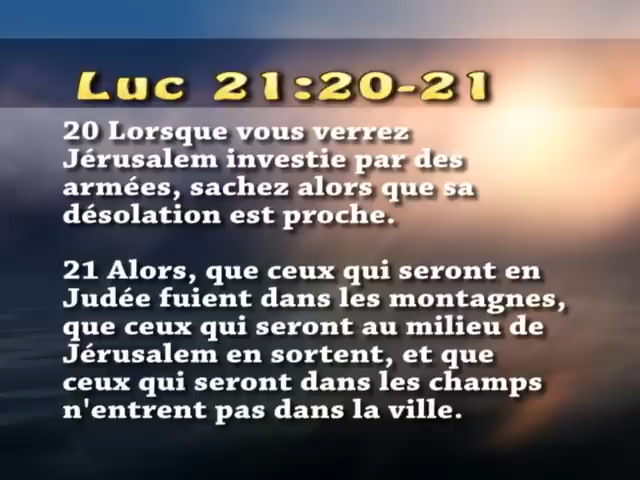 Luc 21:20-21
20 Lorsque vous verrez
Jérusalem investie par des
armées, sachez alors que sa
désolation est proche.
21 Alors, que ceux qui seront en
Judée fuient dans les montagnes,
que ceux qui seront au milieu de
Jérusalem en sortent, et que
ceux qui seront dans les champs
n'entrent pas dans la ville.